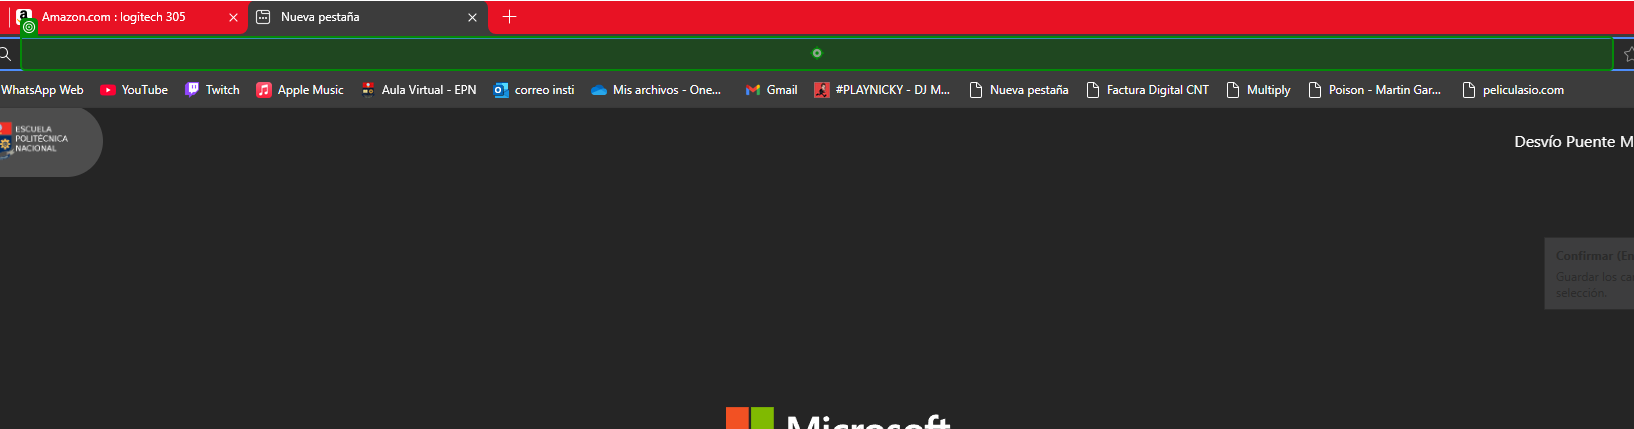 Amazon.com : logitech 305
Nueva pestaña
WhatsApp Web YouTube Twitch Apple Music Aula Virtual - EPN correo insti Mis archivos - One... Gmail #PLAYNICKY - DJ M... Nueva pestaña Factura Digital CNT Multiply Poison - Martin Gar... peliculasio.com
ESCUELA
POLITÉCNICA
NACIONAL
Desvío Puente M
Confirmar (En
Guardar los ca
selección.
Microsoft